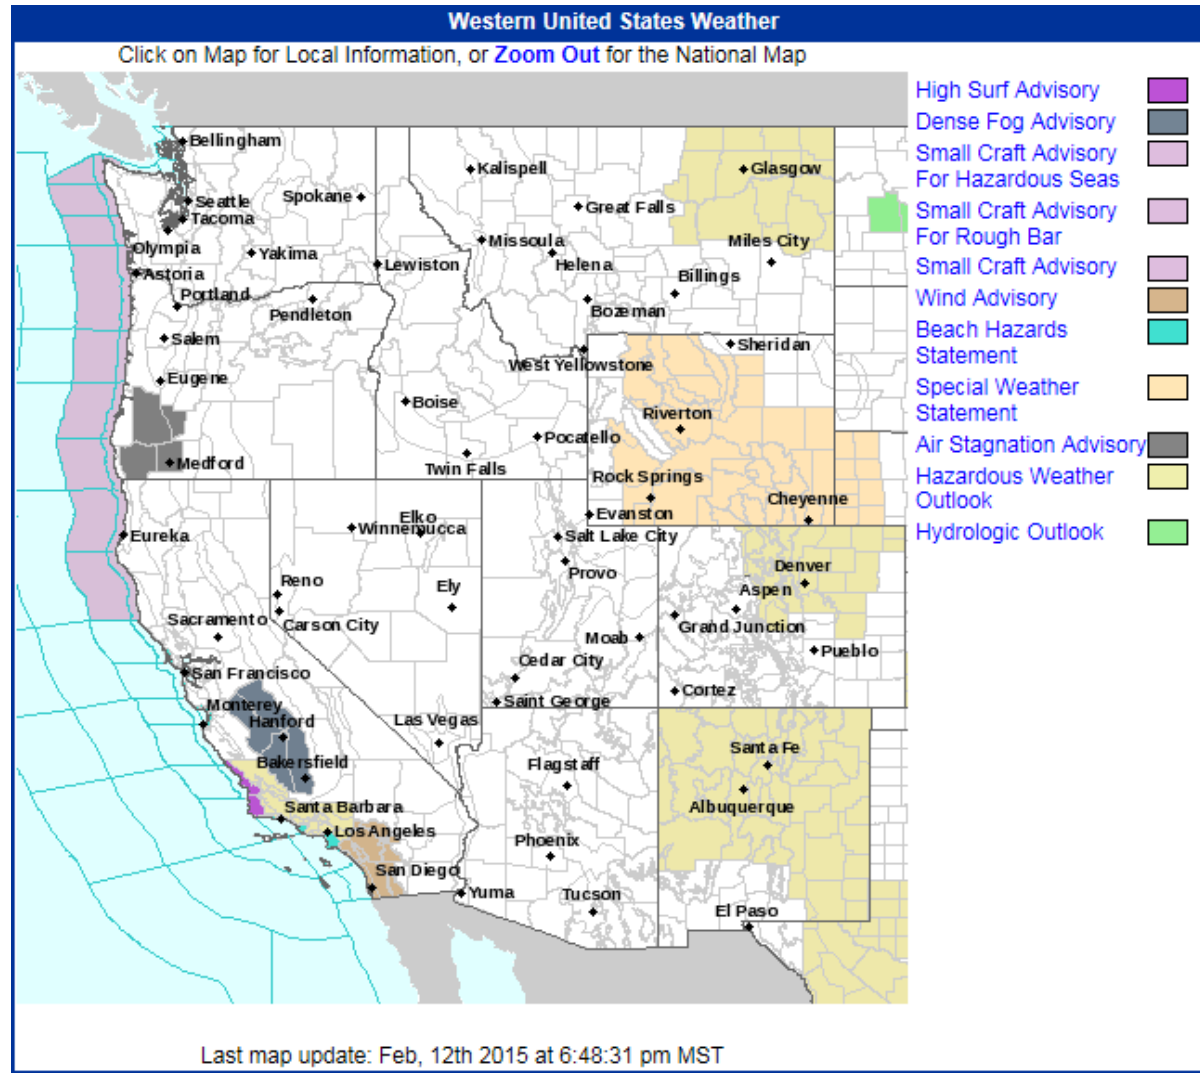 Western United States Weather
Click on Map for Local Information, or Zoom Out for the National Map
High Surf Advisory
Dense Fog Advisory
Small Craft Advisory
For Hazardous Seas
Small Craft Advisory
For Rough Bar
Small Craft Advisory
Wind Advisory
Beach Hazards
Statement
Special Weather
Statement
Air Stagnation Advisory
Hazardous Weather
Outlook
Hydrologic Outlook
Bellingham
Kalispell
Glasgow
Spokane
Seattle
Great Falls
Tacoma
Olympia
Missoula
Miles City
Yakima
Lewiston
Helena
Astoria
Billings
Portland
Pendleton
Bozeman
Salem
Sheridan
West Yellowstone
Eugene
Boise
Riverton
Pocatello
Medford
Twin Falls
Rock Springs
Cheyenne
Evanston
Elko
Winnemucca
Eureka
Salt Lake City
Provo
Denver
Reno
Ely
Aspen
Sacramento
Carson City
Grand Junction
Moab
Pueblo
Cedar City
San Francisco
Cortez
Saint George
Monterey
Hanford
Las Vegas
Santa Fe
Bakersfield
Flagstaff
Albuquerque
Santa Barbara
Los Angeles
Phoenix
San Diego
Yuma
Tucson
El Paso
Last map update: Feb, 12th 2015 at 6:48:31 pm MST